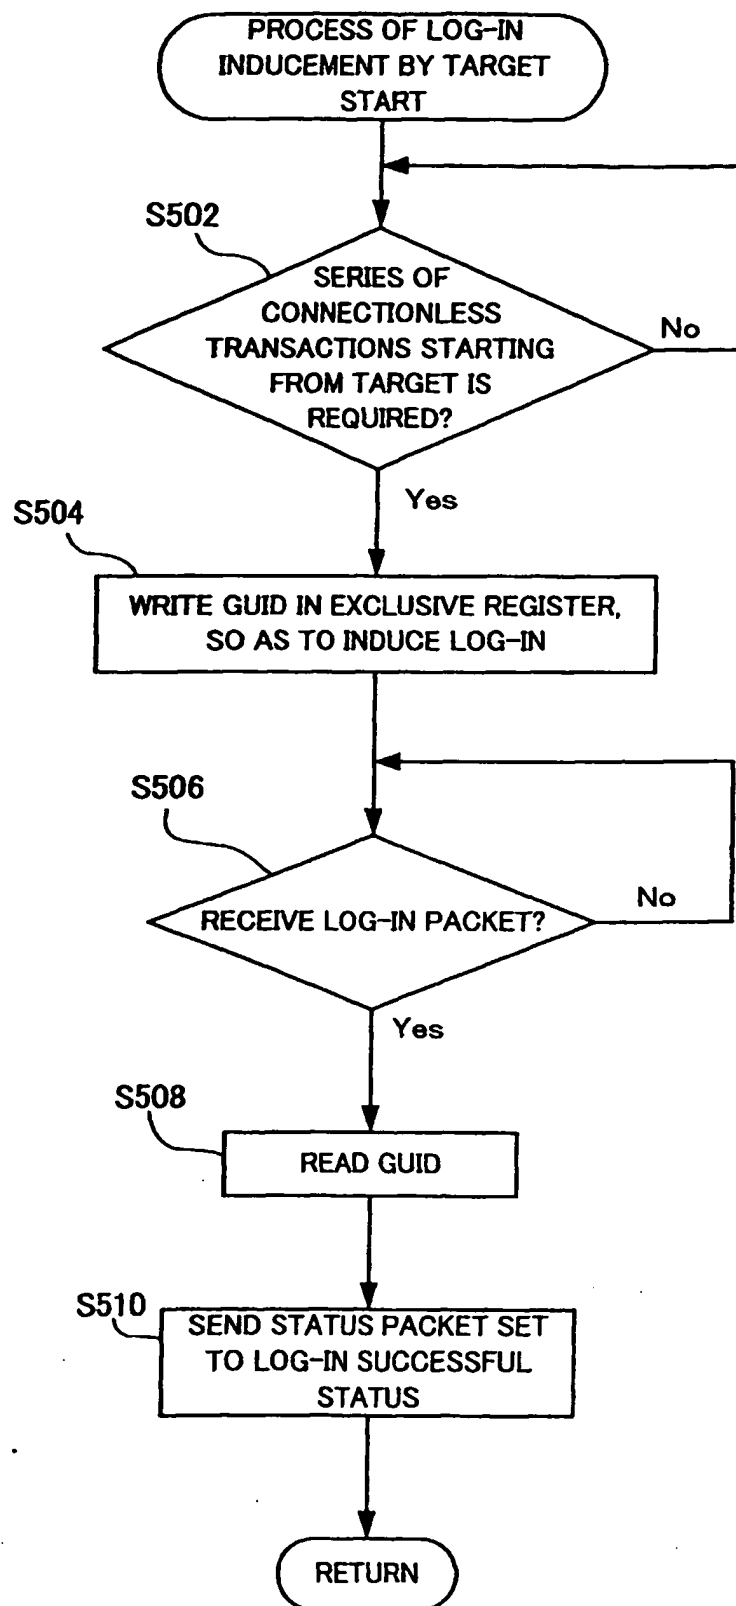 PROCESS OF LOG-IN
INDUCEMENT BY TARGET
START
S502
SERIES OF
CONNECTIONLESS
TRANSACTIONS STARTING
FROM TARGET IS
REQUIRED?
No
Yes
S504
WRITE GUID IN EXCLUSIVE REGISTER,
SO AS TO INDUCE LOG-IN
S506
RECEIVE LOG-IN PACKET?
No
Yes
S508
READ GUID
S510
SEND STATUS PACKET SET
TO LOG-IN SUCCESSFUL
STATUS
RETURN